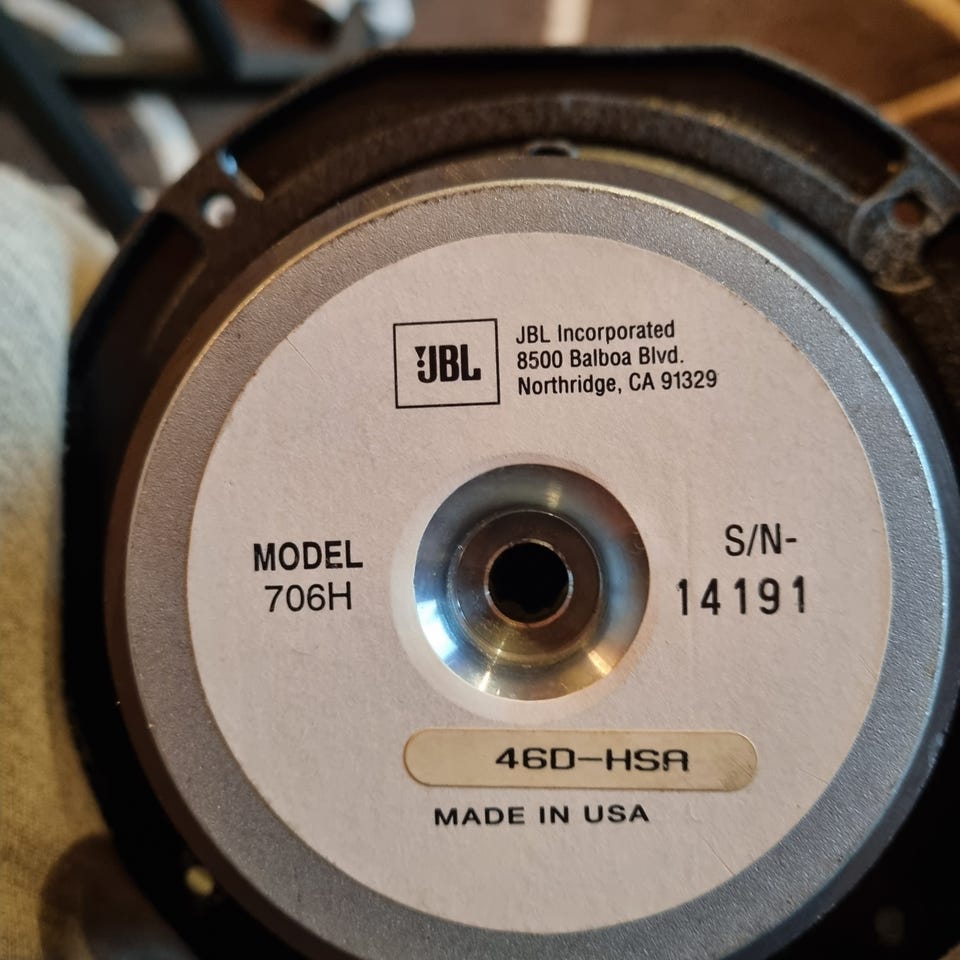 JBL
JBL Incorporated
8500 Balboa Blvd.
Northridge, CA 91329
MODEL
706H
S/N-
14191
46D-HSA
MADE IN USA